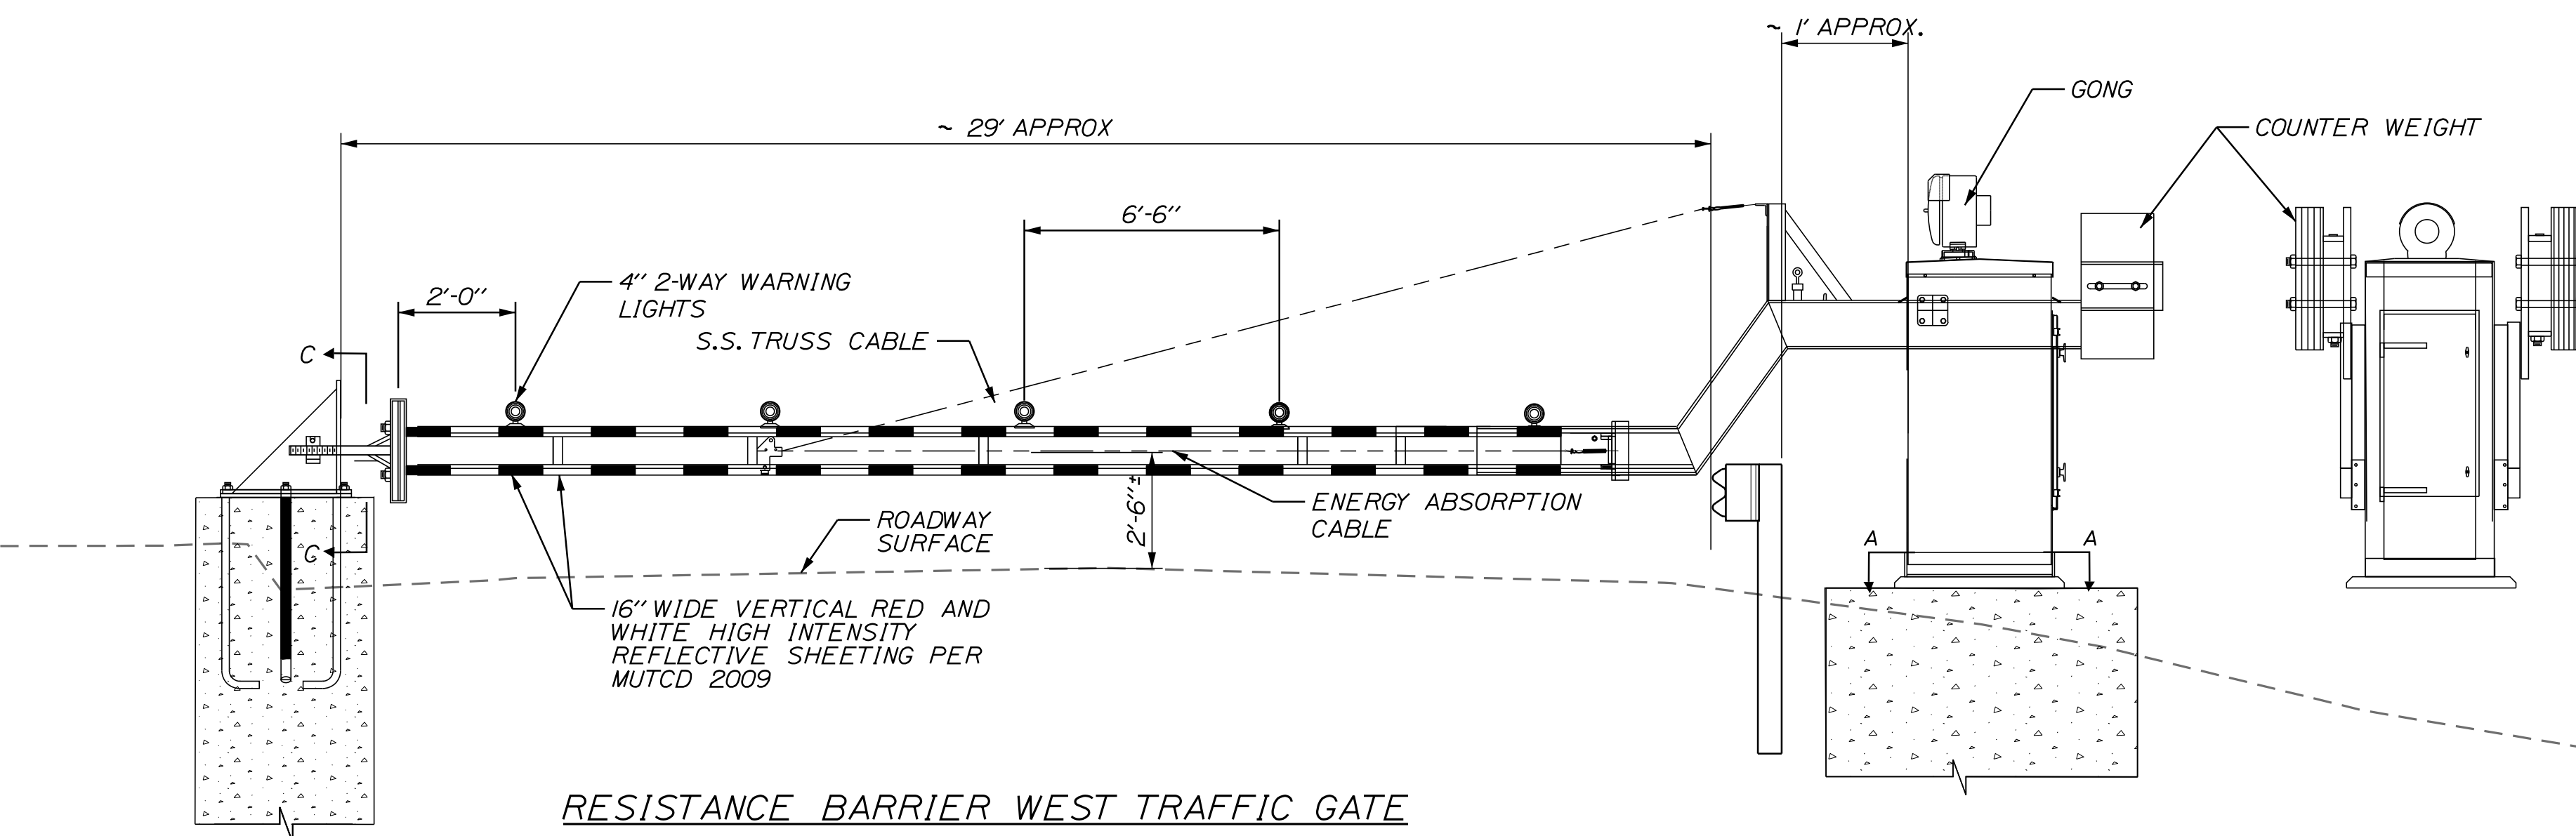 ~ 1' APPROX.
GONG
COUNTER WEIGHT
~ 29' APPROX
6'-6"
4" 2-WAY WARNING
LIGHTS
2'-0"
S.S. TRUSS CABLE
C
ENERGY ABSORPTION
CABLE
2'-6"±
ROADWAY
SURFACE
C
A
A
16" WIDE VERTICAL RED AND
WHITE HIGH INTENSITY
REFLECTIVE SHEETING PER
MUTCD 2009
RESISTANCE BARRIER WEST TRAFFIC GATE